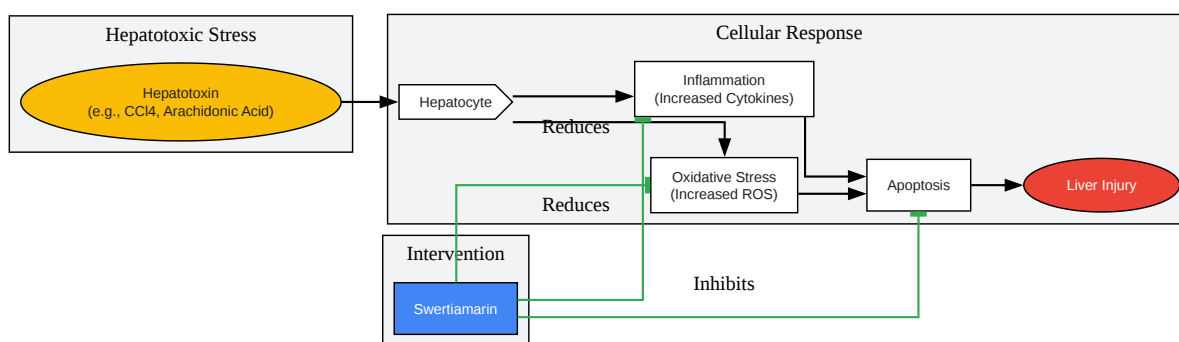 Hepatotoxic Stress
Hepatotoxin
(e.g., CCl4, Arachidonic Acid)
Cellular Response
Hepatocyte
Inflammation
(Increased Cytokines)
Reduces
Oxidative Stress
(Increased ROS)
Apoptosis
Liver Injury
Reduces
Intervention
Swertiamarin
Inhibits